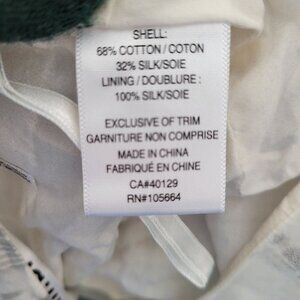 SHELL:
68% COTTON / COTON
32% SILK/SOIE
LINING / DOUBLURE :
100% SILK/SOIE
EXCLUSIVE OF TRIM
GARNITURE NON COMPRISE
MADE IN CHINA
FABRIQUÉ EN CHINE
CA#40129
RN#105664